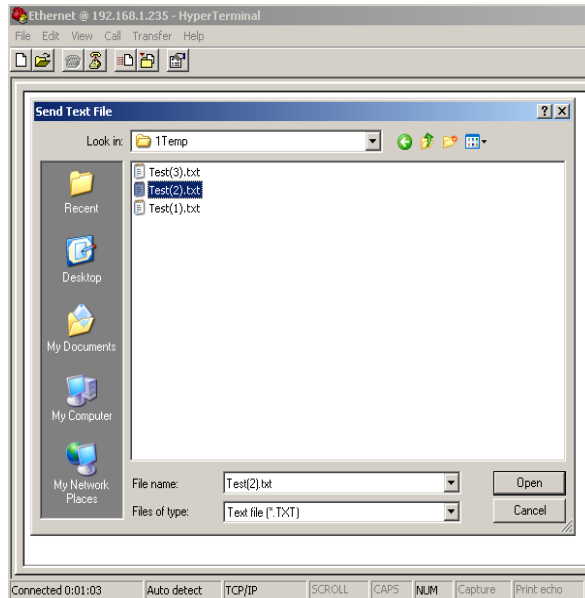 Ethernet @ 192.168.1.235 - HyperTerminal
File Edit View Call Transfer Help
Send Text File
Look in: 1Temp
Test(3).txt
Test(2).txt
Test(1).txt
Recent
Desktop
My Documents
My Computer
My Network
Places
File name: Test(2).txt Open
Files of type: Text file (*.TXT) Cancel
Connected 0:01:03 Auto detect TCP/IP SCROLL CAPS NUM Capture Print echo